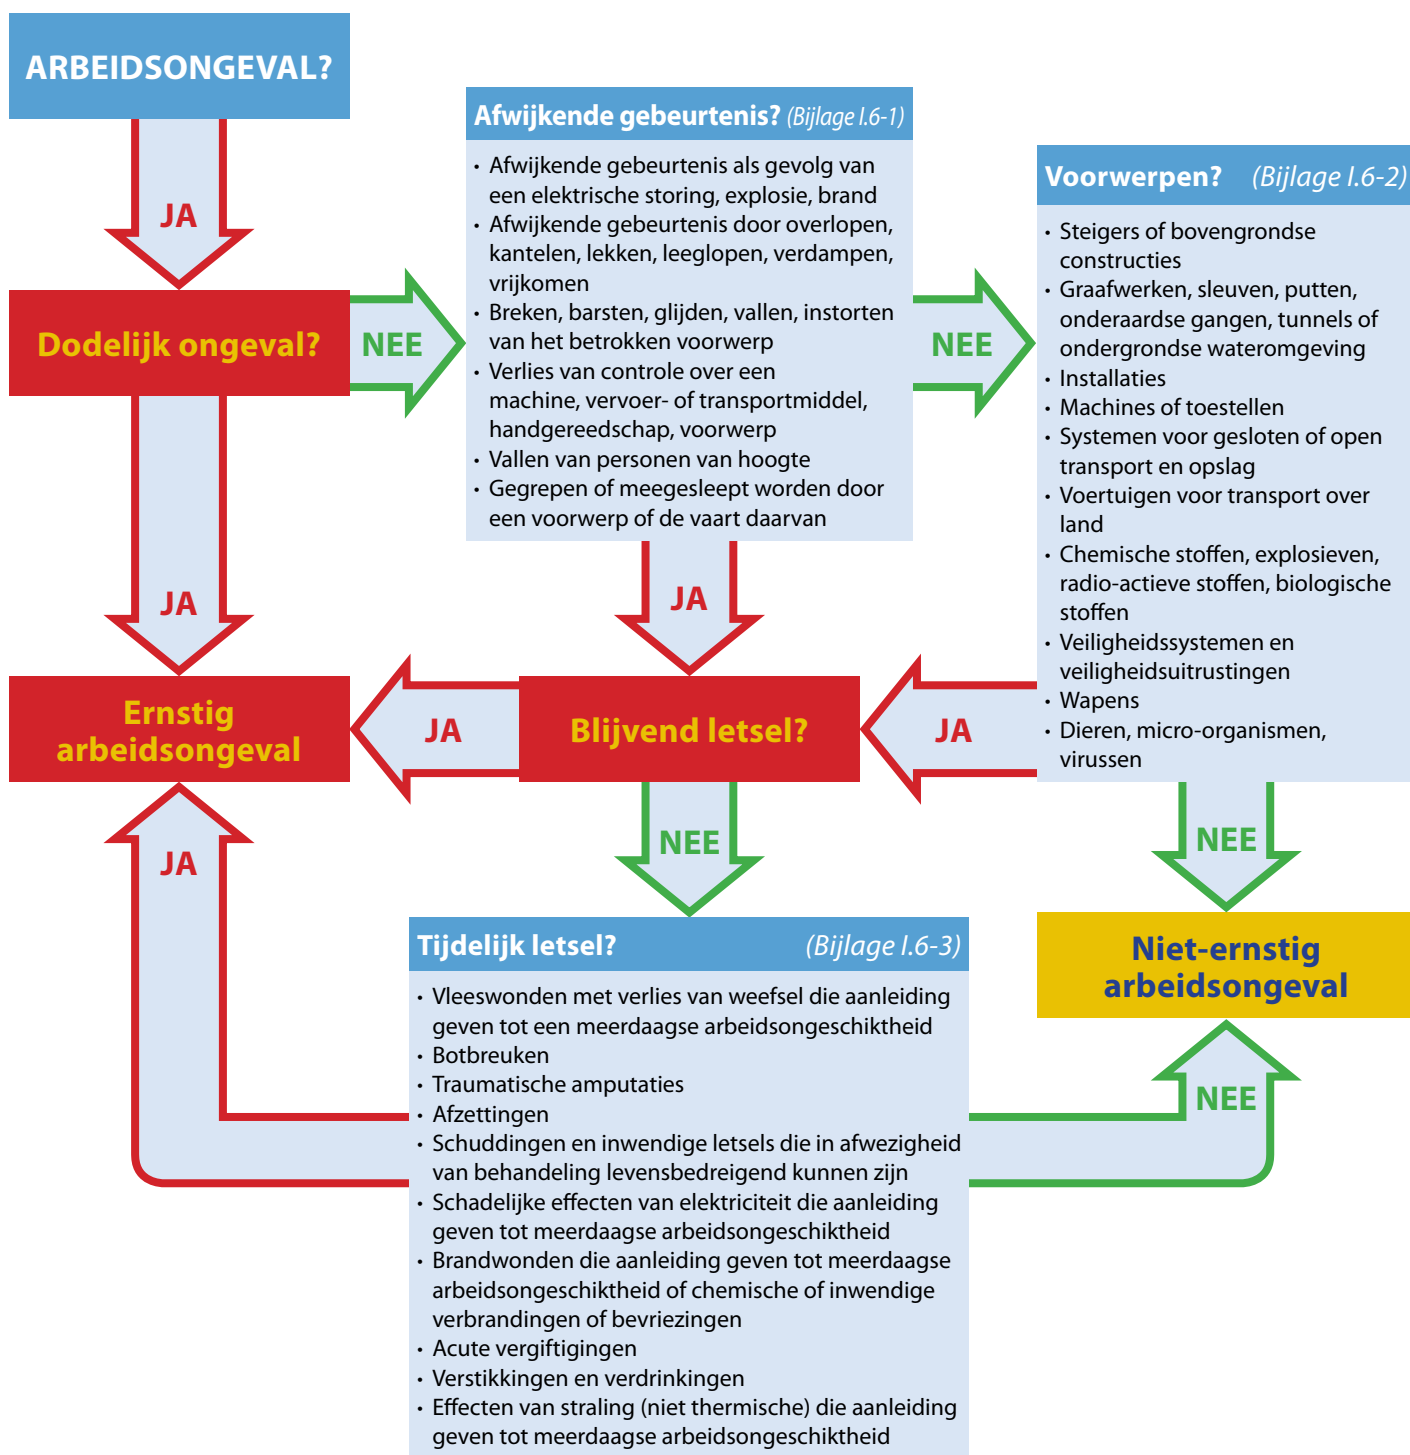 ARBEIDSONGEVAL?
JA
Dodelijk ongeval?
NEE
Afwijkende gebeurtenis? (Bijlage I.6-1)
• Afwijkende gebeurtenis als gevolg van
een elektrische storing, explosie, brand
• Afwijkende gebeurtenis door overlopen,
kantelen, lekken, leeglopen, verdampen,
vrijkomen
• Breken, barsten, glijden, vallen, instorten
van het betrokken voorwerp
• Verlies van controle over een
machine, vervoer- of transportmiddel,
handgereedschap, voorwerp
• Vallen van personen van hoogte
• Gegrepen of meegesleept worden door
een voorwerp of de vaart daarvan
NEE
Voorwerpen? (Bijlage I.6-2)
• Steigers of bovengrondse
constructies
• Graafwerken, sleuven, putten,
onderaardse gangen, tunnels of
ondergrondse wateromgeving
• Installaties
• Machines of toestellen
• Systemen voor gesloten of open
transport en opslag
• Voertuigen voor transport over
land
• Chemische stoffen, explosieven,
radio-actieve stoffen, biologische
stoffen
• Veiligheidssystemen en
veiligheidsuitrustingen
• Wapens
• Dieren, micro-organismen,
virussen
JA
JA
Ernstig
arbeidsongeval
JA
Blijvend letsel?
JA
JA
NEE
NEE
Tijdelijk letsel? (Bijlage I.6-3)
• Vleeswonden met verlies van weefsel die aanleiding
geven tot een meerdaagse arbeidsongeschiktheid
• Botbreuken
• Traumatische amputaties
• Afzettingen
• Schuddingen en inwendige letsels die in afwezigheid
van behandeling levensbedreigend kunnen zijn
• Schadelijke effecten van elektriciteit die aanleiding
geven tot meerdaagse arbeidsongeschiktheid
• Brandwonden die aanleiding geven tot meerdaagse
arbeidsongeschiktheid of chemische of inwendige
verbrandingen of bevriezingen
• Acute vergiftigingen
• Verstikkingen en verdrinkingen
• Effecten van straling (niet thermische) die aanleiding
geven tot meerdaagse arbeidsongeschiktheid
Niet-ernstig
arbeidsongeval
NEE